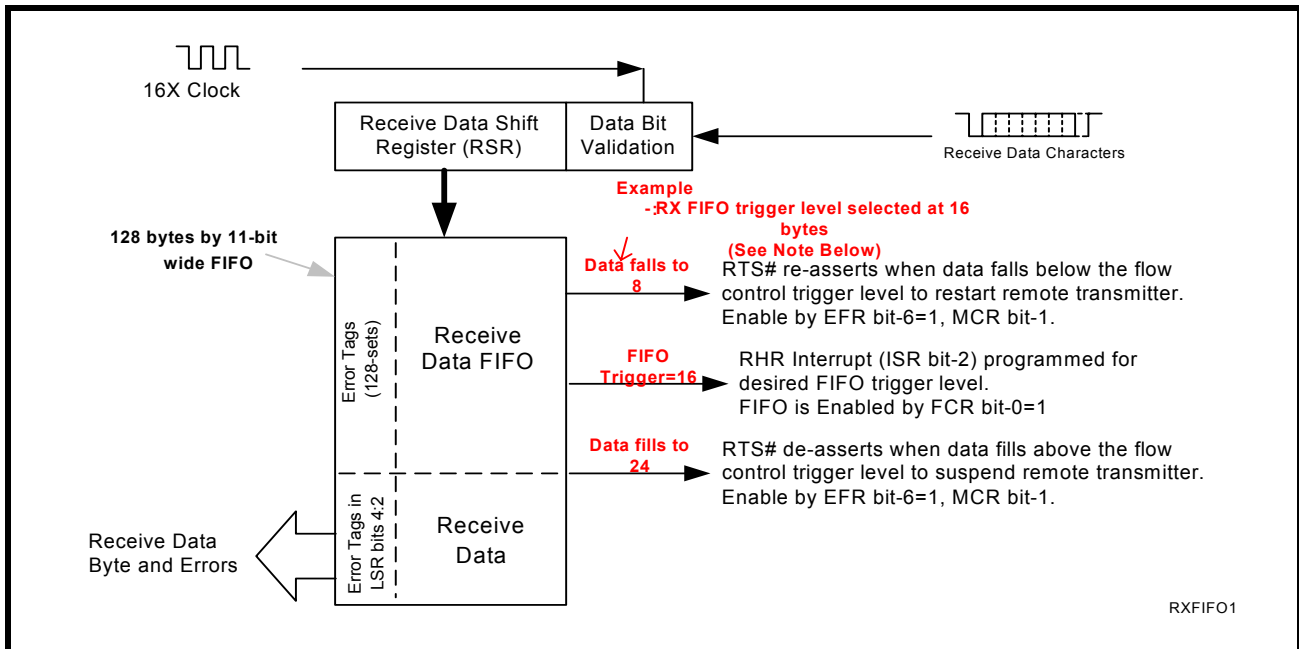 16X Clock
Receive Data Shift
Register (RSR)
Data Bit
Validation
Receive Data Characters
Example
-:RX FIFO trigger level selected at 16
bytes
(See Note Below)
128 bytes by 11-bit
wide FIFO
Data falls to
8
RTS# re-asserts when data falls below the flow
control trigger level to restart remote transmitter.
Enable by EFR bit-6=1, MCR bit-1.
Error Tags
(128-sets)
Receive
Data FIFO
FIFO
Trigger=16
RHR Interrupt (ISR bit-2) programmed for
desired FIFO trigger level.
FIFO is Enabled by FCR bit-0=1
Data fills to
24
RTS# de-asserts when data fills above the flow
control trigger level to suspend remote transmitter.
Enable by EFR bit-6=1, MCR bit-1.
Error Tags in
LSR bits 4:2
Receive
Data
Receive Data
Byte and Errors
RXFIFO1